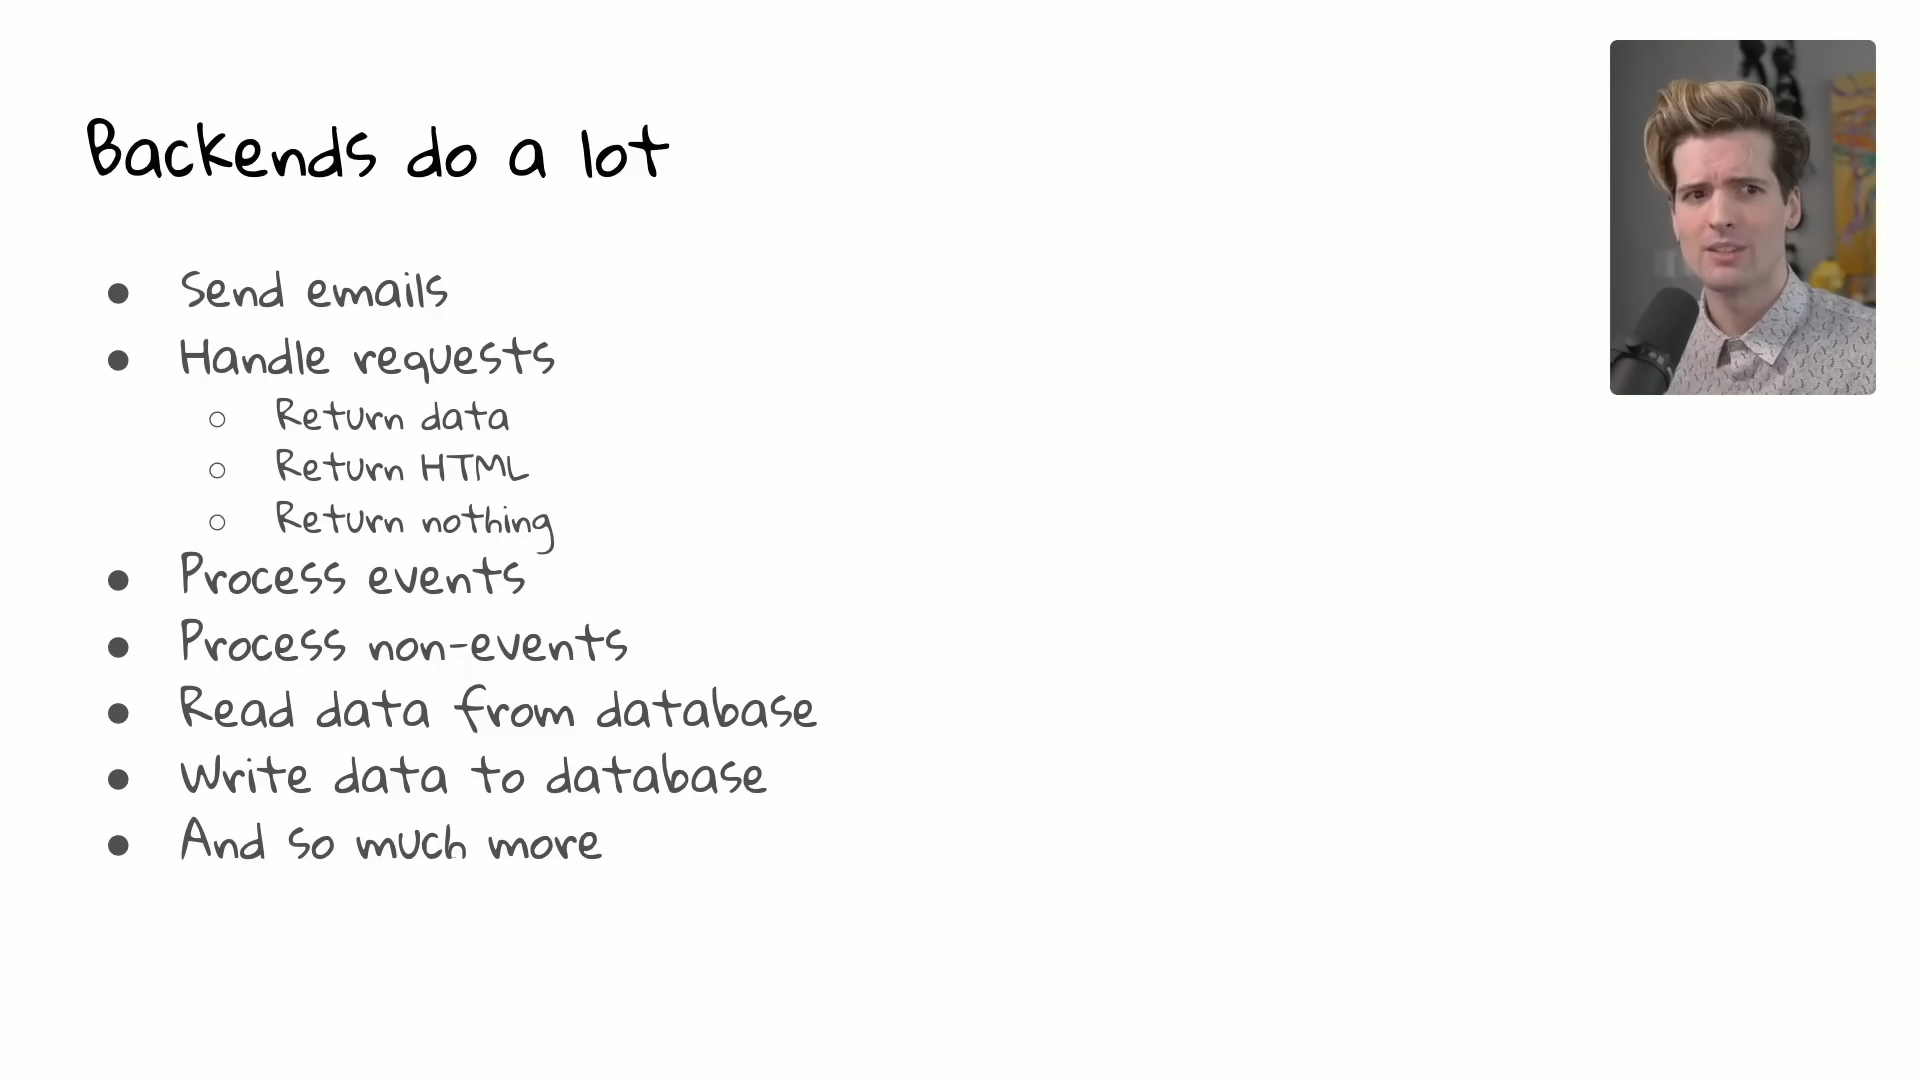 Backends do a lot
● Send emails
● Handle requests
○ Return data
○ Return HTML
○ Return nothing
● Process events
● Process non-events
● Read data from database
● Write data to database
● And so much more